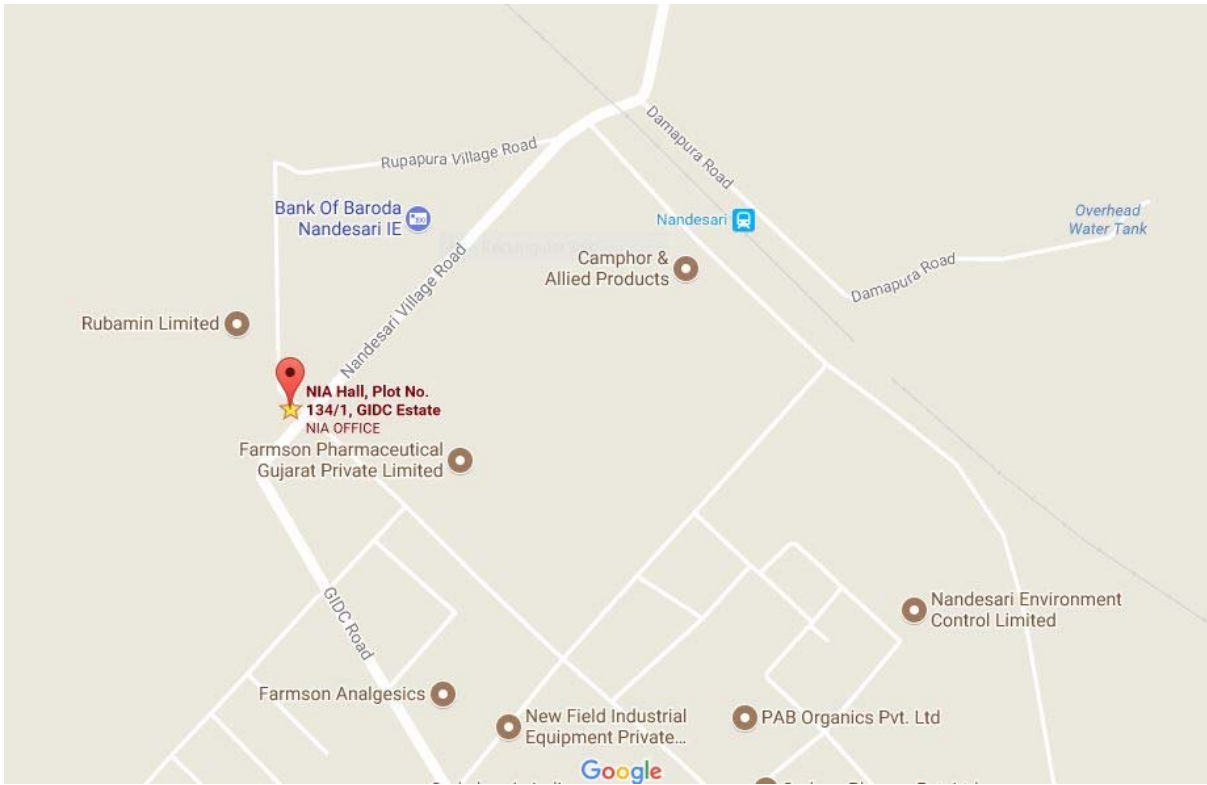 Damapura Road
Rupapura Village Road
Bank Of Baroda
Nandesari IE
Nandesari
Overhead
Water Tank
Camphor &
Allied Products
Damapura Road
Nandesari Village Road
Rubamin Limited
NIA Hall, Plot No.
134/1, GIDC Estate
NIA OFFICE
Farmson Pharmaceutical
Gujarat Private Limited
GIDC Road
Nandesari Environment
Control Limited
Farmson Analgesics
New Field Industrial
Equipment Private...
PAB Organics Pvt. Ltd
Google